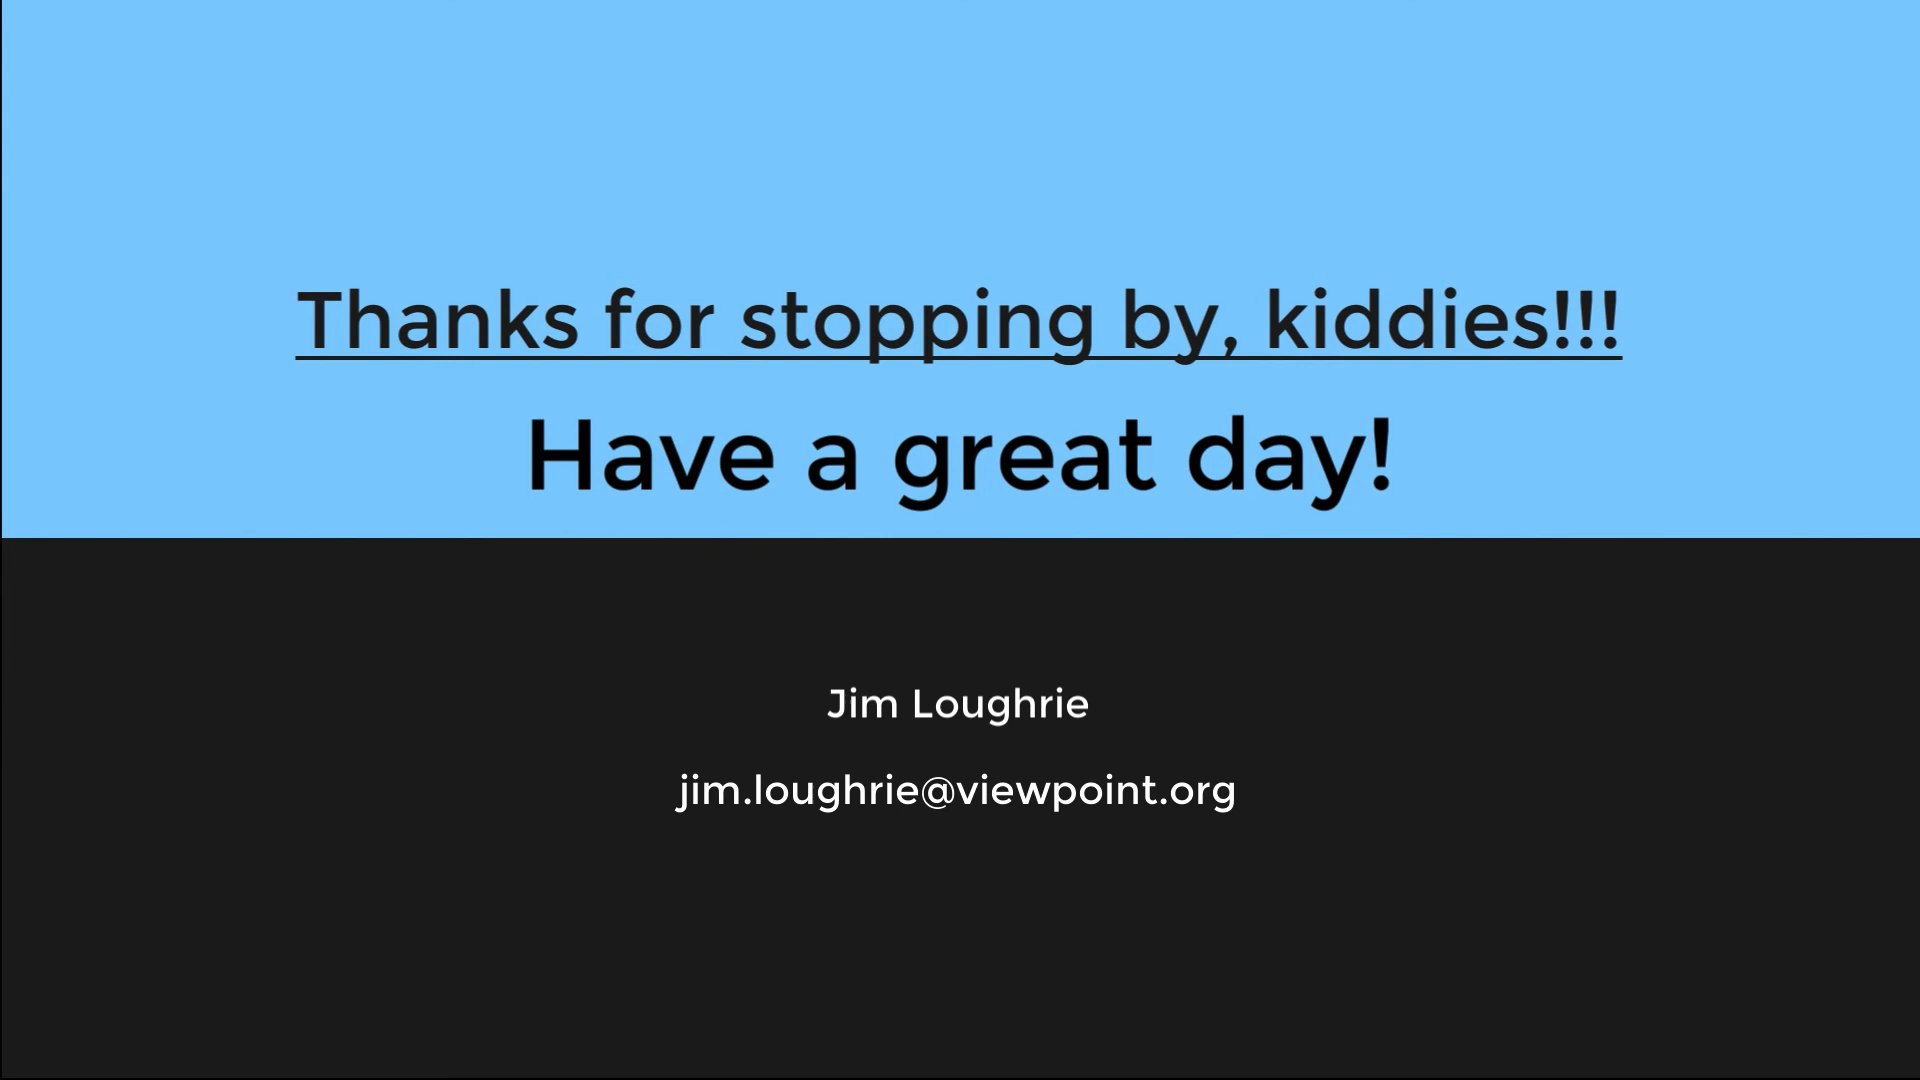 Thanks for stopping by, kiddies!!!
Have a great day!
Jim Loughrie
jim.loughrie@viewpoint.org